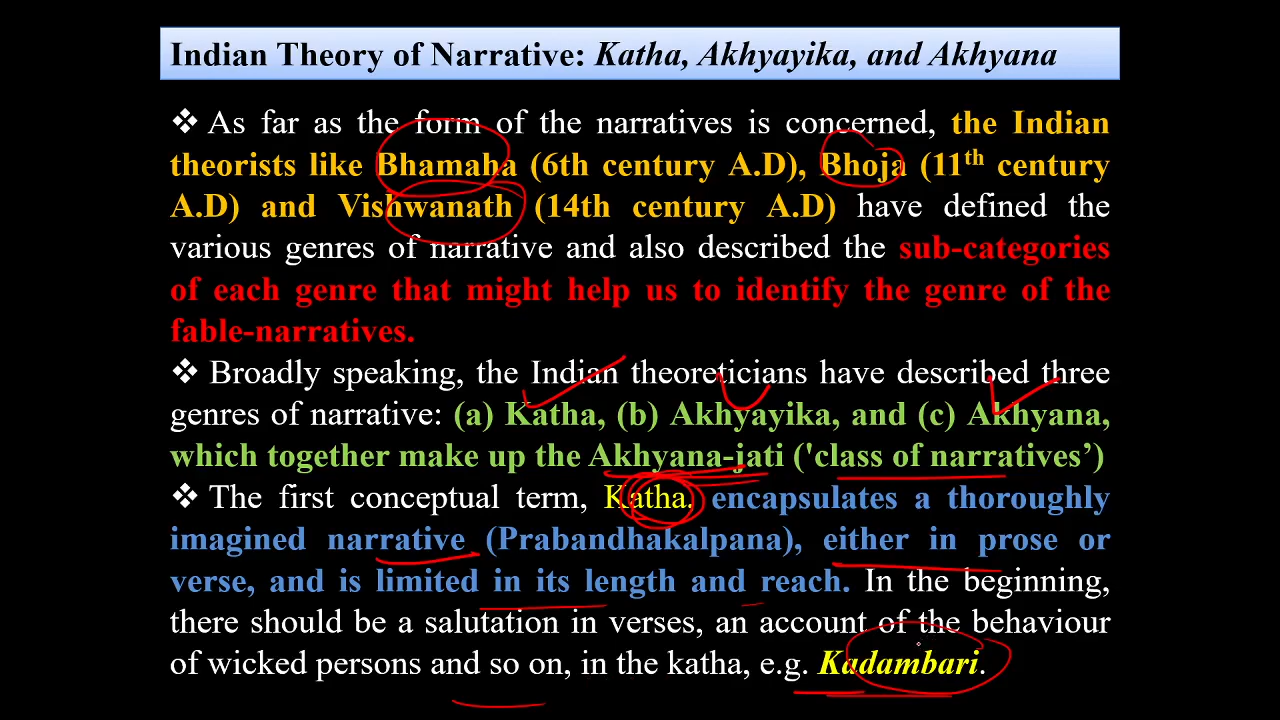 Indian Theory of Narrative: Katha, Akhyayika, and Akhyana
❖ As far as the form of the narratives is concerned, the Indian
theorists like Bhamaha (6th century A.D), Bhoja (11th century
A.D) and Vishwanath (14th century A.D) have defined the
various genres of narrative and also described the sub-categories
of each genre that might help us to identify the genre of the
fable-narratives.
❖ Broadly speaking, the Indian theoreticians have described three
genres of narrative: (a) Katha, (b) Akhyayika, and (c) Akhyana,
which together make up the Akhyana-jati ('class of narratives’)
❖ The first conceptual term, Katha. encapsulates a thoroughly
imagined narrative (Prabandhakalpana), either in prose or
verse, and is limited in its length and reach. In the beginning,
there should be a salutation in verses, an account of the behaviour
of wicked persons and so on, in the katha, e.g. Kadambari.